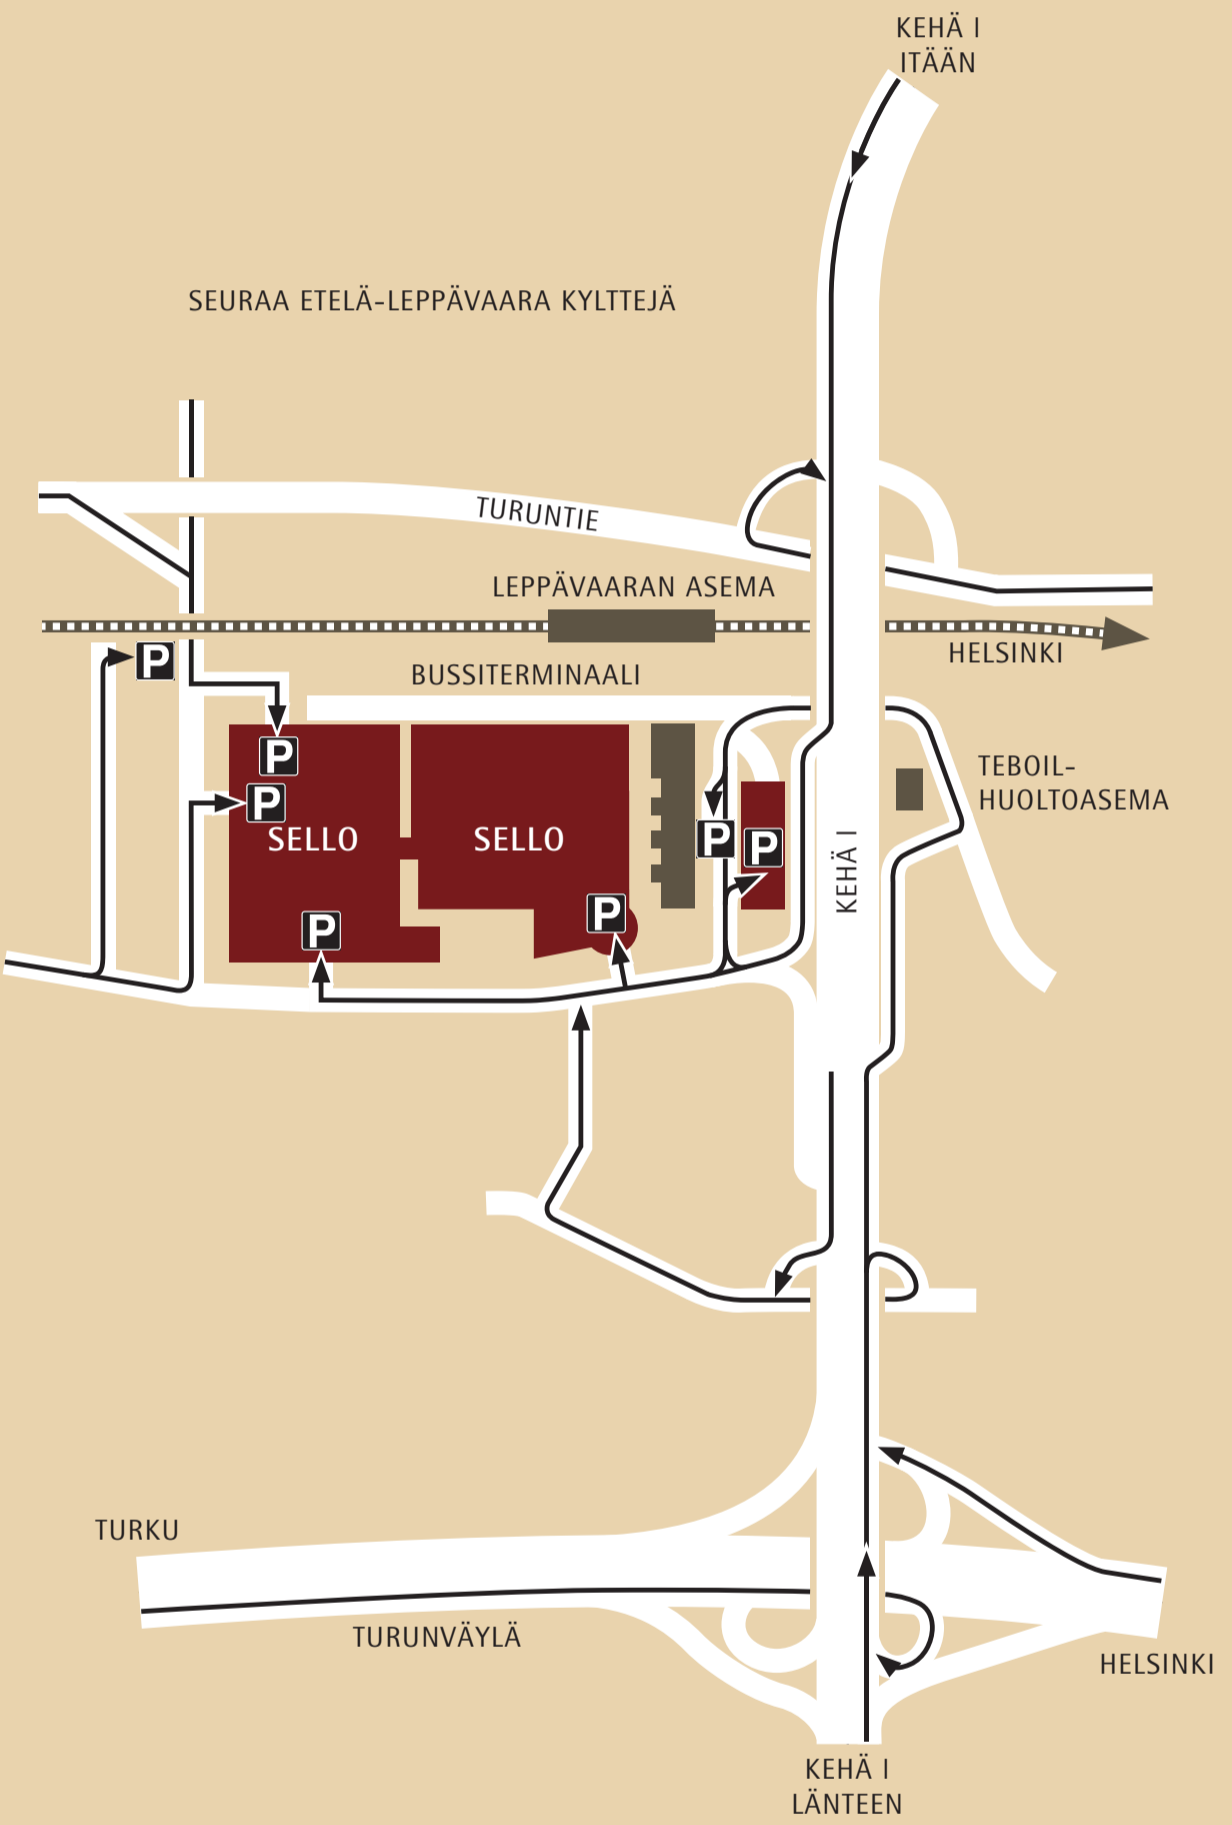 KEHÄ I
ITÄÄN
SEURAA ETELÄ-LEPPÄVAARA KYLTTEJÄ
TURUNTIE
LEPPÄVAARAN ASEMA
HELSINKI
P
BUSSITERMINAALI
P
TEBOIL-
HUOLTOASEMA
P
SELLO
SELLO
P
P
KEHÄ I
P
P
TURKU
TURUNVÄYLÄ
HELSINKI
KEHÄ I
LÄNTEEN